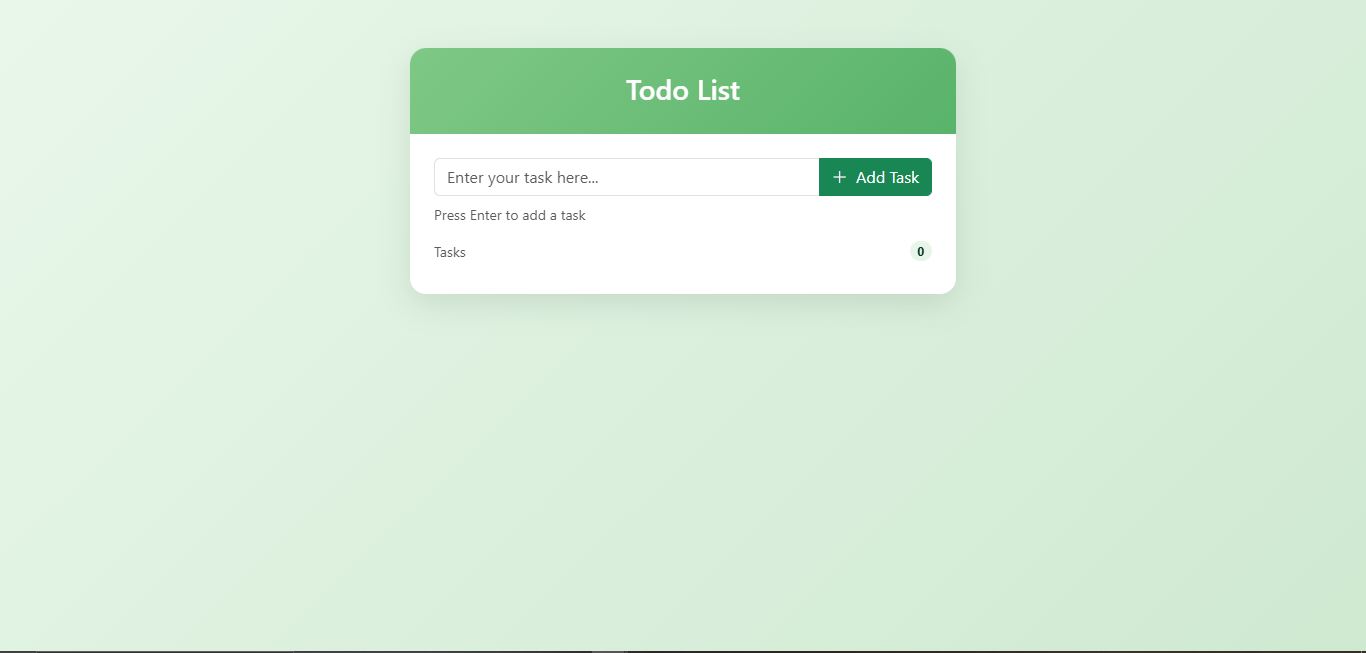 Todo List
Enter your task here...
Add Task
Press Enter to add a task
Tasks
0